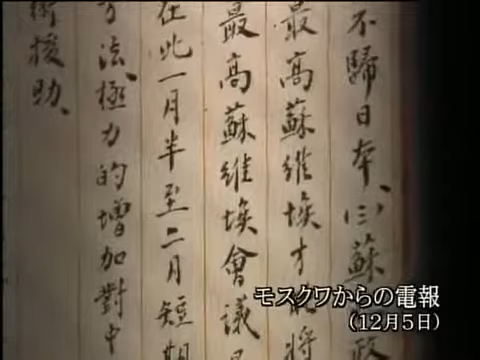 不歸日本、(三)蘇
最高蘇維埃才能將
最高蘇維埃會議
在此一月半至二月短期
方法、極力的增加對中
術援助、
モスクワからの電報
(12月5日)